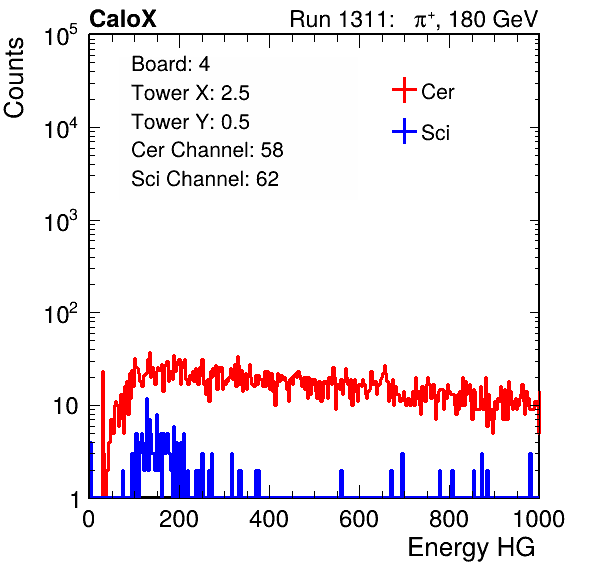 CaloX Run 1311: π⁺, 180 GeV
Counts
Board: 4
Tower X: 2.5
Tower Y: 0.5
Cer Channel: 58
Sci Channel: 62
Cer
Sci
10⁵
10⁴
10³
10²
10
1
0 200 400 600 800 1000
Energy HG